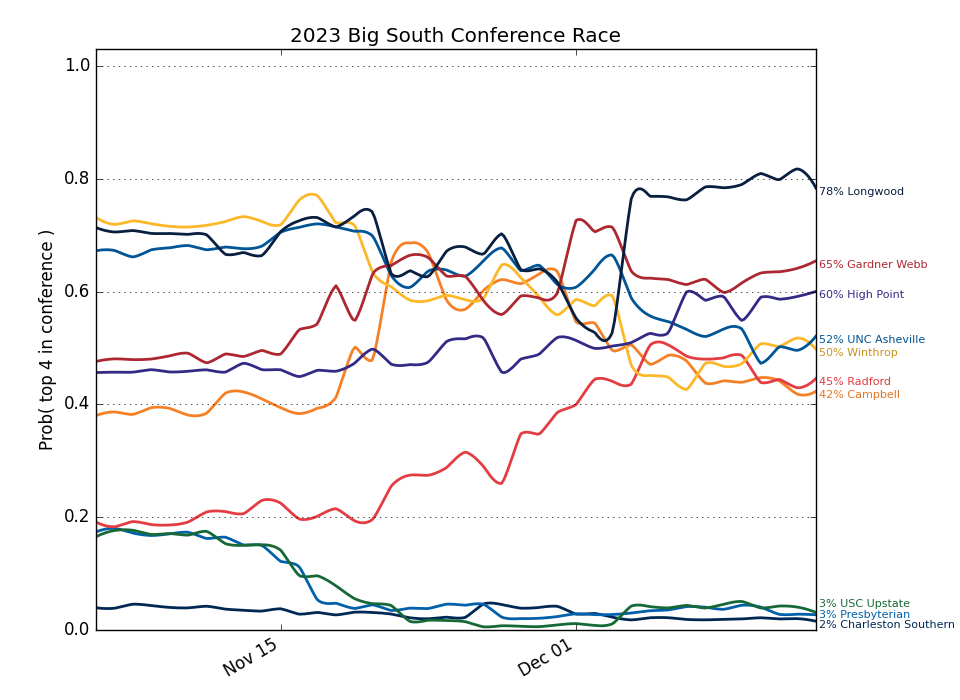 2023 Big South Conference Race
Prob( top 4 in conference )
1.0
0.8
0.6
0.4
0.2
0.0
Nov 15
Dec 01
78% Longwood
65% Gardner Webb
60% High Point
52% UNC Asheville
50% Winthrop
45% Radford
42% Campbell
3% USC Upstate
3% Presbyterian
2% Charleston Southern